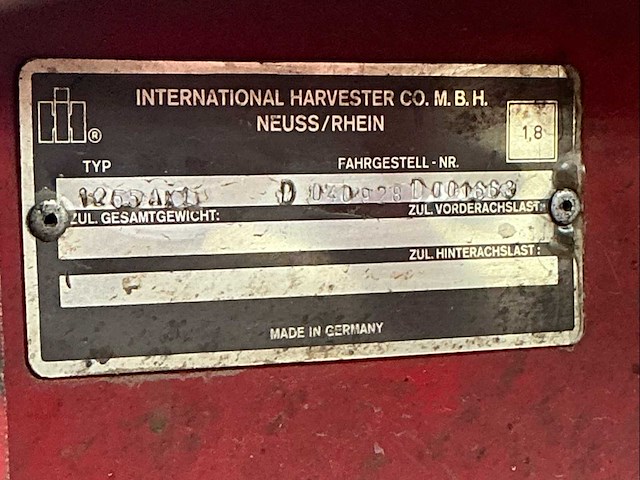 INTERNATIONAL HARVESTER CO. M. B. H.
NEUSS/RHEIN
1,8
®
TYP FAHRGESTELL - NR.
D
ZUL. GESAMTGEWICHT: ZUL. VORDERACHSLAST:
ZUL. HINTERACHSLAST:
MADE IN GERMANY